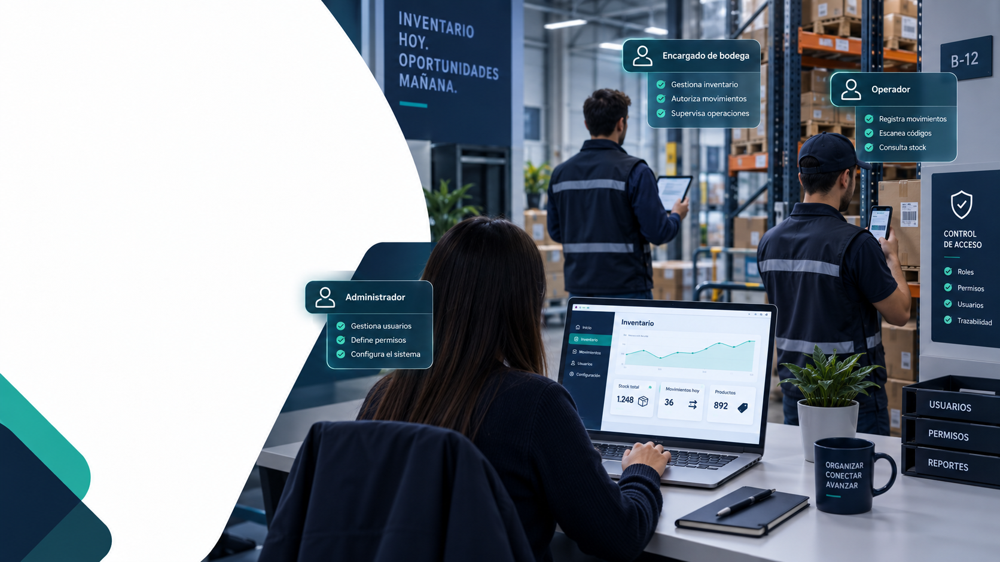 INVENTARIO
HOY.
OPORTUNIDADES
MAÑANA.
Encargado de bodega
Gestiona inventario
Autoriza movimientos
Supervisa operaciones
B-12
Operador
Registra movimientos
Escanea códigos
Consulta stock
CONTROL
DE ACCESO
Roles
Permisos
Usuarios
Trazabilidad
Administrador
Gestiona usuarios
Define permisos
Configura el sistema
Inicio
Inventario
Movimientos
Usuarios
Configuración
Inventario
Stock total
1.248
Movimientos hoy
36
Productos
892
USUARIOS
PERMISOS
REPORTES
ORGANIZAR
CONECTAR
AVANZAR